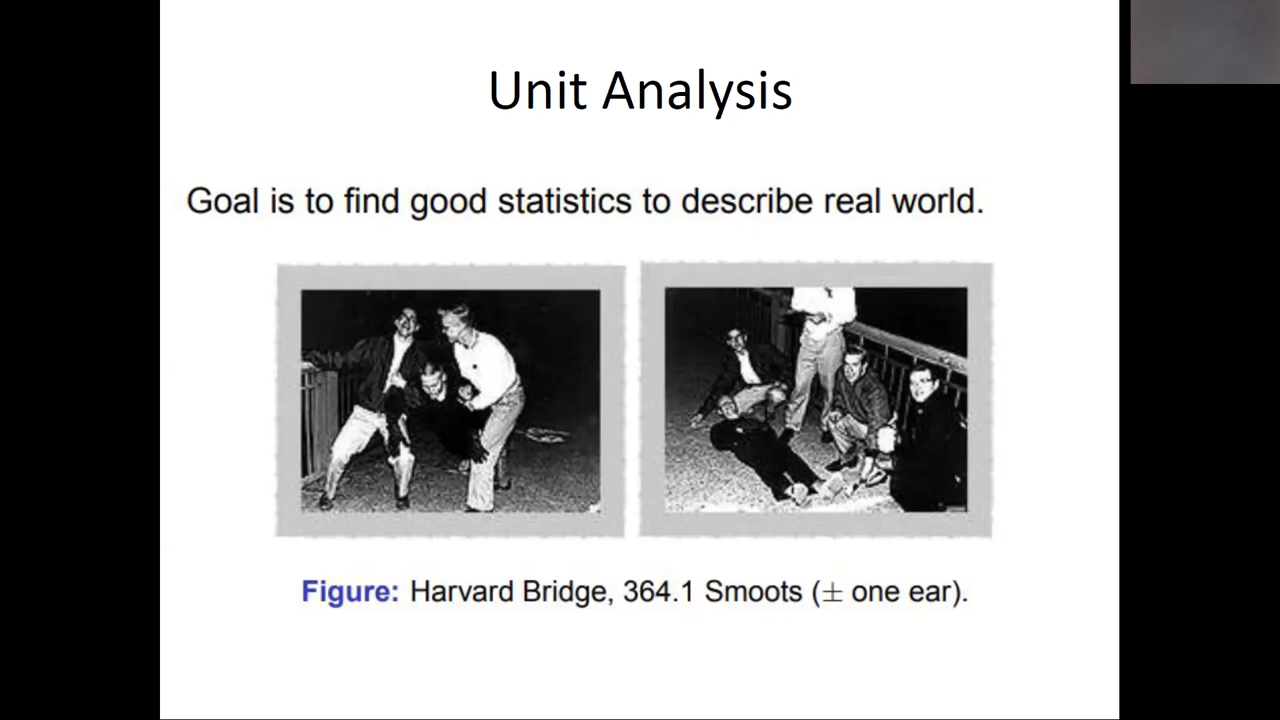 Unit Analysis
Goal is to find good statistics to describe real world.
Figure: Harvard Bridge, 364.1 Smoots (± one ear).